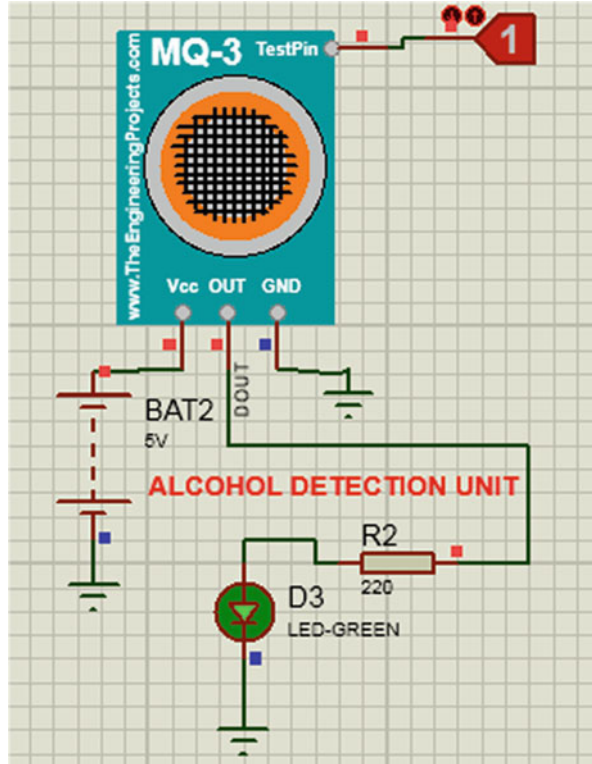 MQ-3
TestPin
1
www.TheEngineeringProjects.com
Vcc OUT GND
DOUT
BAT2
5V
ALCOHOL DETECTION UNIT
R2
220
D3
LED-GREEN